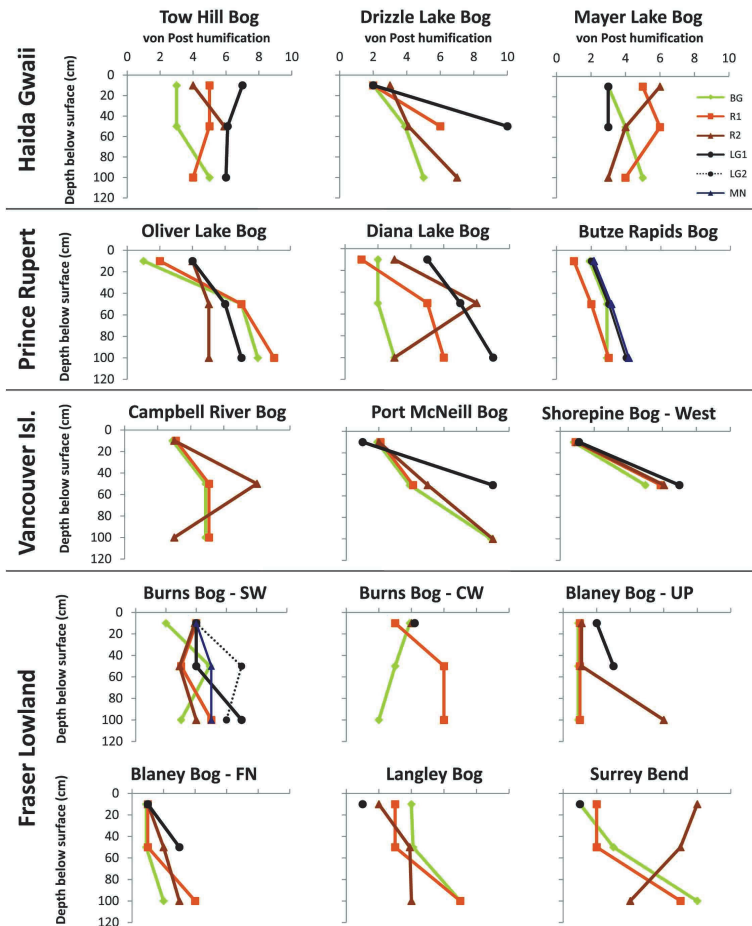 Tow Hill Bog Drizzle Lake Bog Mayer Lake Bog
von Post humification von Post humification von Post humification
0 2 4 6 8 10 0 2 4 6 8 10 0 2 4 6 8 10
Haida Gwaii
Depth below surface (cm)
0
20
40
60
80
100
120
BG
R1
R2
LG1
LG2
MN
Prince Rupert
Oliver Lake Bog Diana Lake Bog Butze Rapids Bog
Depth below surface (cm)
0
20
40
60
80
100
120
Vancouver Isl.
Campbell River Bog Port McNeill Bog Shorepine Bog - West
Depth below surface (cm)
0
20
40
60
80
100
120
Fraser Lowland
Burns Bog - SW Burns Bog - CW Blaney Bog - UP
Depth below surface (cm)
0
20
40
60
80
100
120
Blaney Bog - FN Langley Bog Surrey Bend
Depth below surface (cm)
0
20
40
60
80
100
120